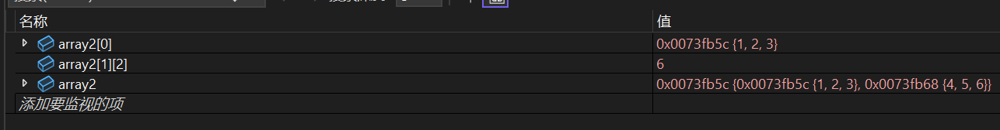 名称 值
array2[0] 0x0073fb5c {1, 2, 3}
array2[1][2] 6
array2 0x0073fb5c {0x0073fb5c {1, 2, 3}, 0x0073fb68 {4, 5, 6}}
添加要监视的项